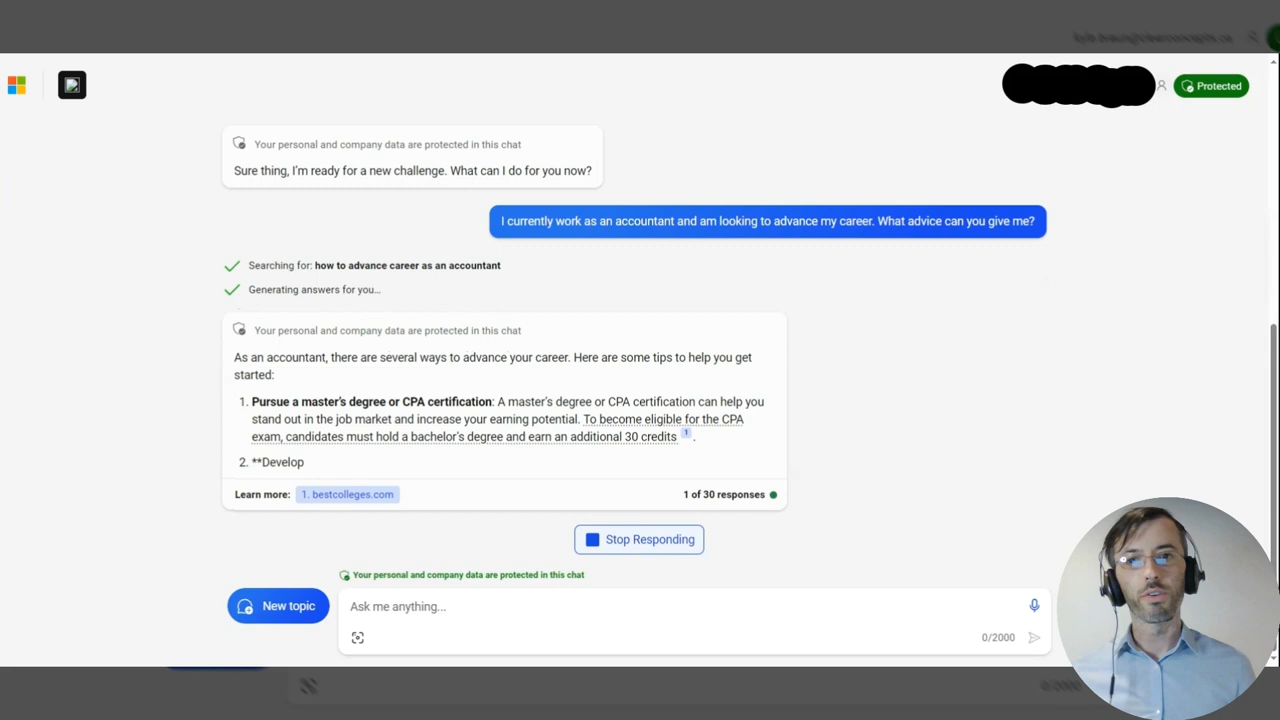 Protected
Your personal and company data are protected in this chat
Sure thing, I'm ready for a new challenge. What can I do for you now?
I currently work as an accountant and am looking to advance my career. What advice can you give me?
Searching for: how to advance career as an accountant
Generating answers for you...
Your personal and company data are protected in this chat
As an accountant, there are several ways to advance your career. Here are some tips to help you get
started:
1. Pursue a master's degree or CPA certification: A master's degree or CPA certification can help you
stand out in the job market and increase your earning potential. To become eligible for the CPA
exam, candidates must hold a bachelor's degree and earn an additional 30 credits 1 .
2. **Develop
Learn more: 1. bestcolleges.com 1 of 30 responses
Stop Responding
Your personal and company data are protected in this chat
New topic
Ask me anything...
0/2000